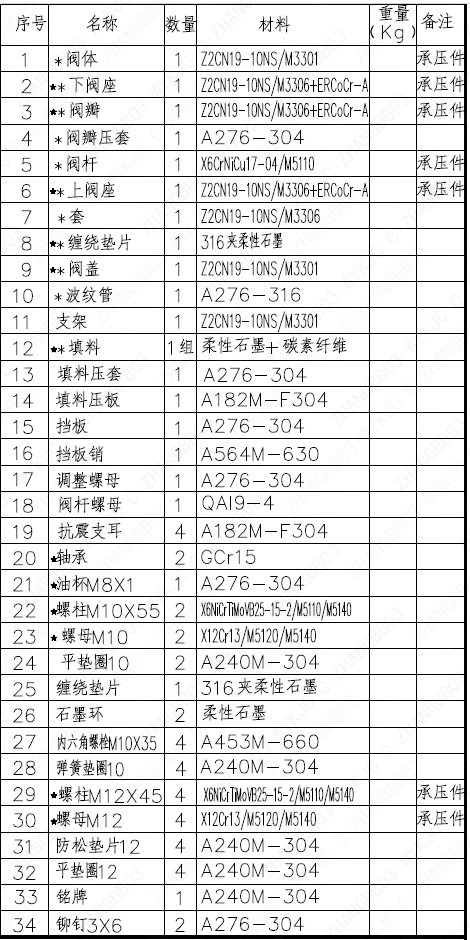 序号 名称 数量 材料 重量(Kg) 备注
1 *阀体 1 Z2CN19-10NS/M3301 承压件
2 **下阀座 1 Z2CN19-10NS/M3306+ERCoCr-A 承压件
3 **阀瓣 1 Z2CN19-10NS/M3306+ERCoCr-A 承压件
4 *阀瓣压套 1 A276-304
5 *阀杆 1 X6CrNiCu17-04/M5110 承压件
6 **上阀座 1 Z2CN19-10NS/M3306+ERCoCr-A 承压件
7 *套 1 Z2CN19-10NS/M3306
8 **缠绕垫片 1 316夹柔性石墨
9 **阀盖 1 Z2CN19-10NS/M3301
10 *波纹管 1 A276-316
11 支架 1 Z2CN19-10NS/M3301
12 **填料 1组 柔性石墨+碳素纤维
13 填料压套 1 A276-304
14 填料压板 1 A182M-F304
15 挡板 1 A276-304
16 挡板销 1 A564M-630
17 调整螺母 1 A276-304
18 阀杆螺母 1 QAl9-4
19 抗震支耳 4 A182M-F304
20 *轴承 2 GCr15
21 *油杯M8X1 1 A276-304
22 *螺柱M10X55 2 X6NiCrTiMoVB25-15-2/M5110/M5140
23 *螺母M10 2 X12Cr13/M5120/M5140
24 平垫圈10 2 A240M-304
25 缠绕垫片 1 316夹柔性石墨
26 石墨环 2 柔性石墨
27 内六角螺栓M10X35 4 A453M-660
28 弹簧垫圈10 4 A240M-304
29 *螺柱M12X45 4 X6NiCrTiMoVB25-15-2/M5110/M5140 承压件
30 *螺母M12 4 X12Cr13/M5120/M5140 承压件
31 防松垫片12 4 A240M-304
32 平垫圈12 4 A240M-304
33 铭牌 1 A240M-304
34 铆钉3X6 2 A276-304